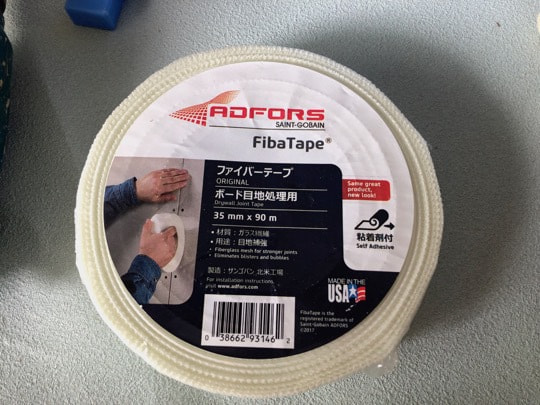 ADFORS
SAINT-GOBAIN
FibaTape®
ファイバーテープ
ORIGINAL
ボード目地処理用
Drywall Joint Tape
35 mm x 90 m
• 材質：ガラス繊維
• 用途：目地補強
Fiberglass mesh for stronger joints
Eliminates blisters and bubbles
製造：サンゴバン 北米工場
For installation instructions,
visit www.adfors.com
Same great
product,
new look!
粘着剤付
Self Adhesive
MADE IN THE
USA
0 38662 93146 2
FibaTape is the
registered trademark of
Saint-Gobain ADFORS
©2017